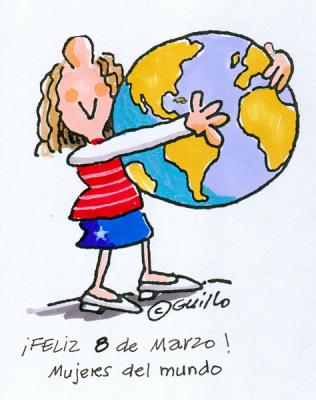 © GUILLO
¡FELIZ 8 de Marzo!
Mujeres del mundo